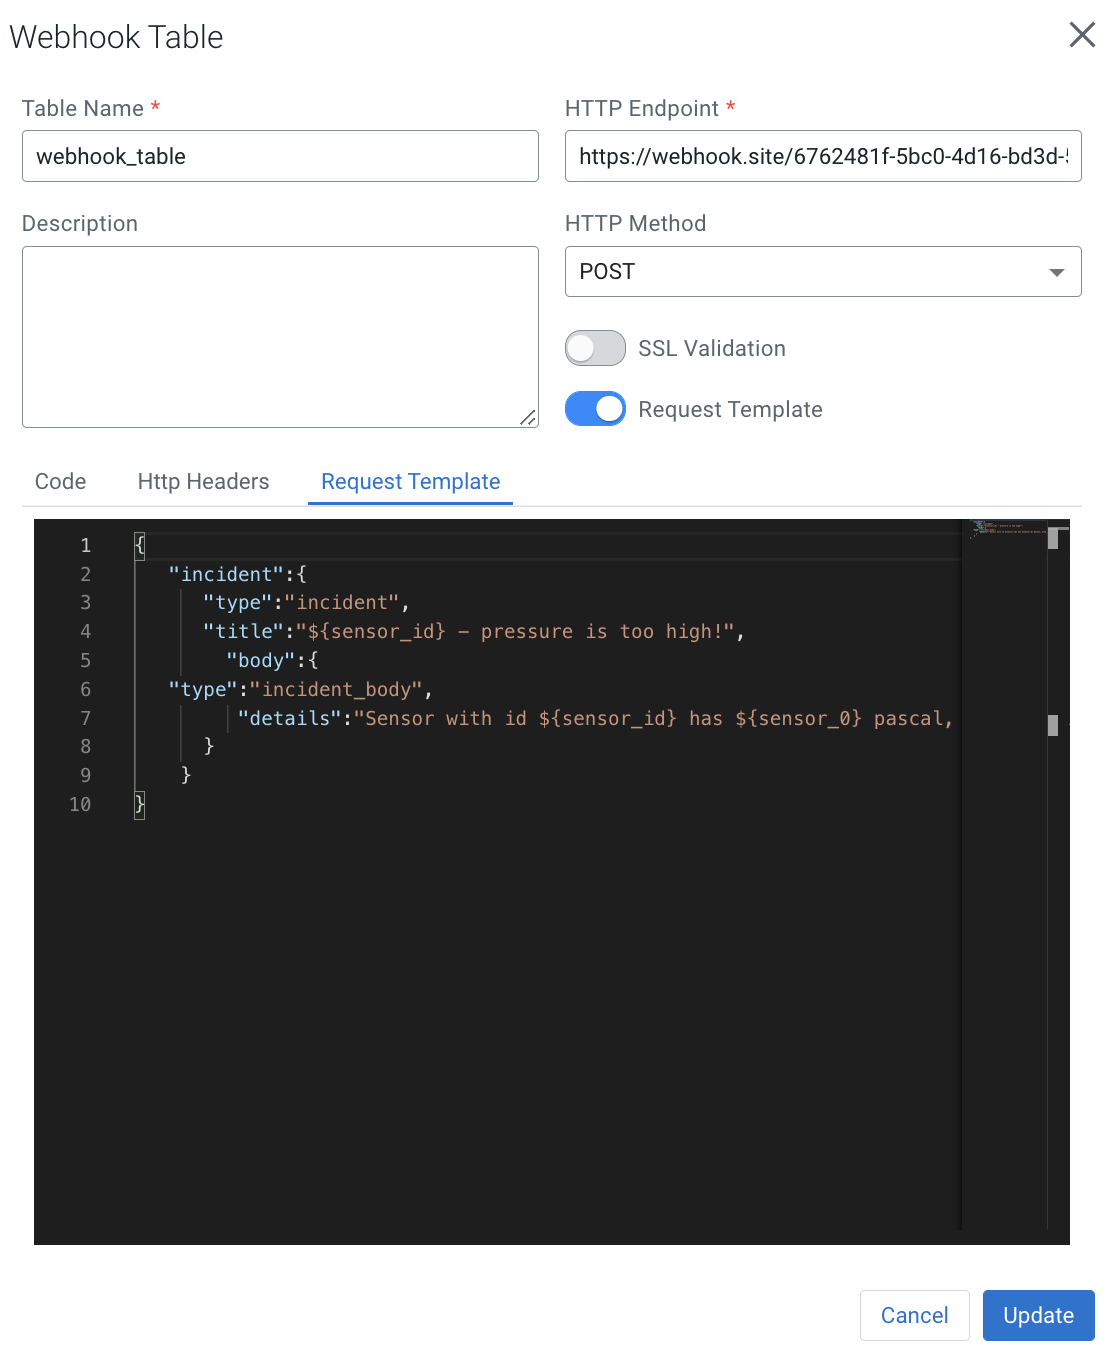 Webhook Table
Table Name *
webhook_table
HTTP Endpoint *
https://webhook.site/6762481f-5bc0-4d16-bd3d-
Description
HTTP Method
POST
SSL Validation
Request Template
Code Http Headers Request Template
1 {
2 "incident":{
3 "type":"incident",
4 "title":"${sensor_id} – pressure is too high!",
5 "body":{
6 "type":"incident_body",
7 "details":"Sensor with id ${sensor_id} has ${sensor_0} pascal,
8 }
9 }
10 }
Cancel Update